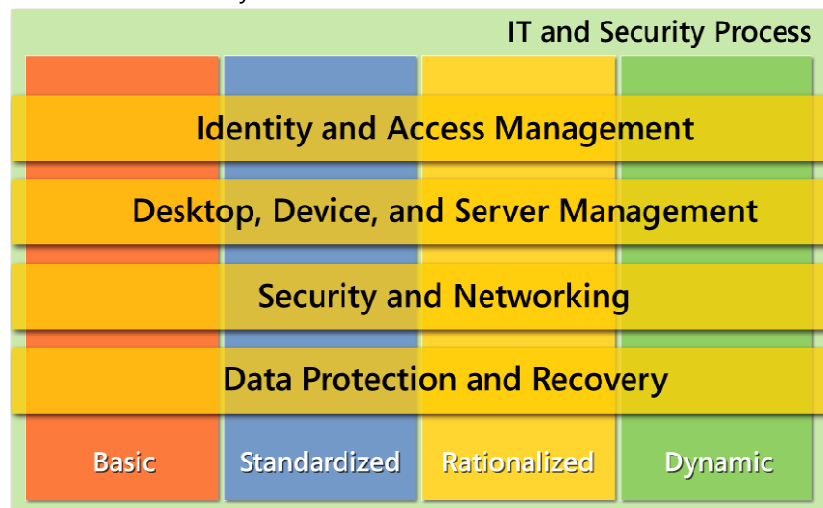 IT and Security Process
Identity and Access Management
Desktop, Device, and Server Management
Security and Networking
Data Protection and Recovery
Basic Standardized Rationalized Dynamic